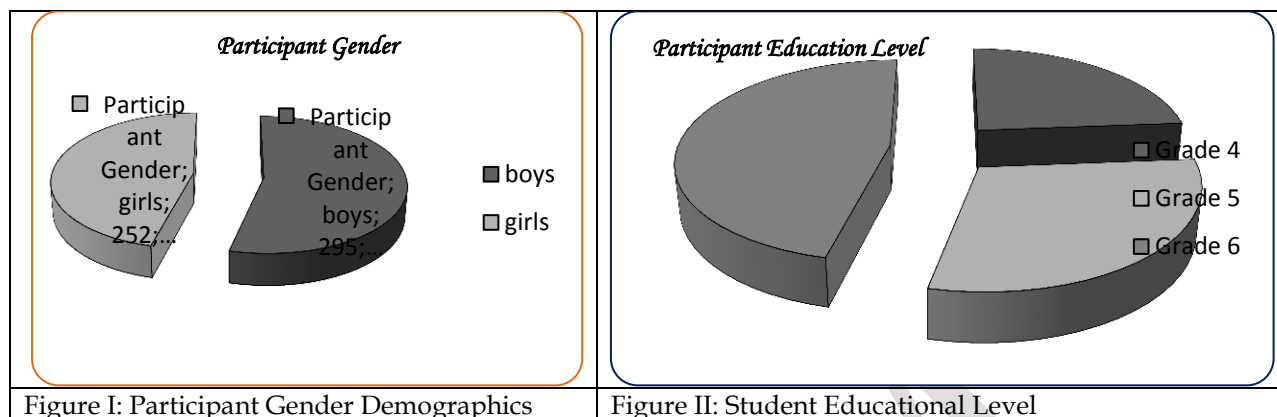 Participant Gender
Particip
ant
Gender;
girls;
252;...
Particip
ant
Gender;
boys;
295;...
boys
girls
Figure I: Participant Gender Demographics
Participant Education Level
Grade 4
Grade 5
Grade 6
Figure II: Student Educational Level